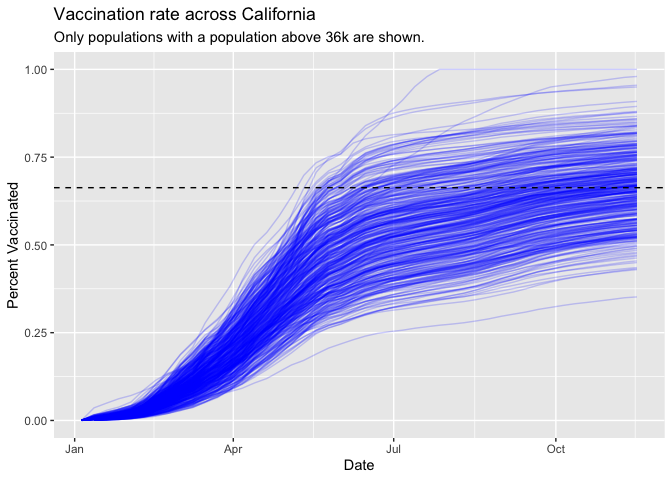 Vaccination rate across California
Only populations with a population above 36k are shown.
Percent Vaccinated
1.00
0.75
0.50
0.25
0.00
Jan
Apr
Jul
Oct
Date